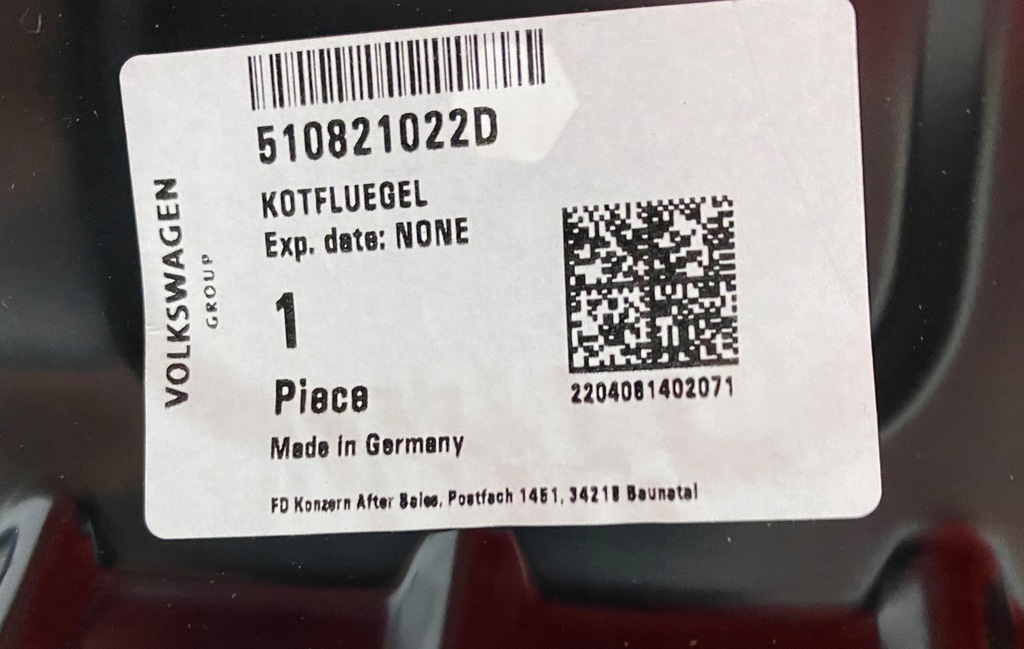 510821022D
KOTFLUEGEL
Exp. date: NONE
1
Piece
Made in Germany
FD Konzern After Sales, Postfach 1451, 34218 Baunatal
2204081402071
VOLKSWAGEN
GROUP